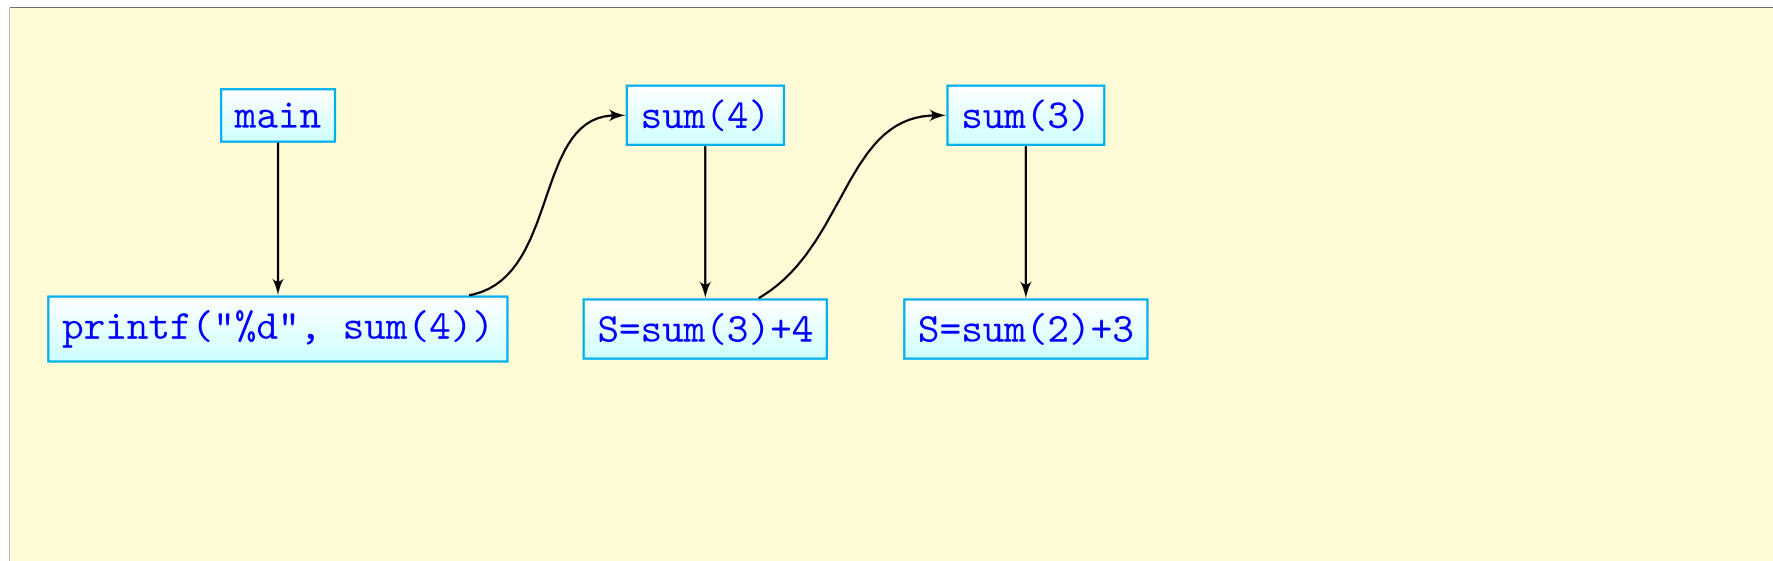 main
sum(4)
sum(3)
printf("%d", sum(4))
S=sum(3)+4
S=sum(2)+3